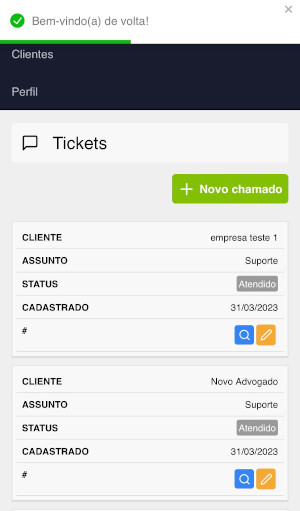 Bem-vindo(a) de volta!
Clientes
Perfil
Tickets
Novo chamado
CLIENTE empresa teste 1
ASSUNTO Suporte
STATUS Atendido
CADASTRADO 31/03/2023
#
CLIENTE Novo Advogado
ASSUNTO Suporte
STATUS Atendido
CADASTRADO 31/03/2023
#